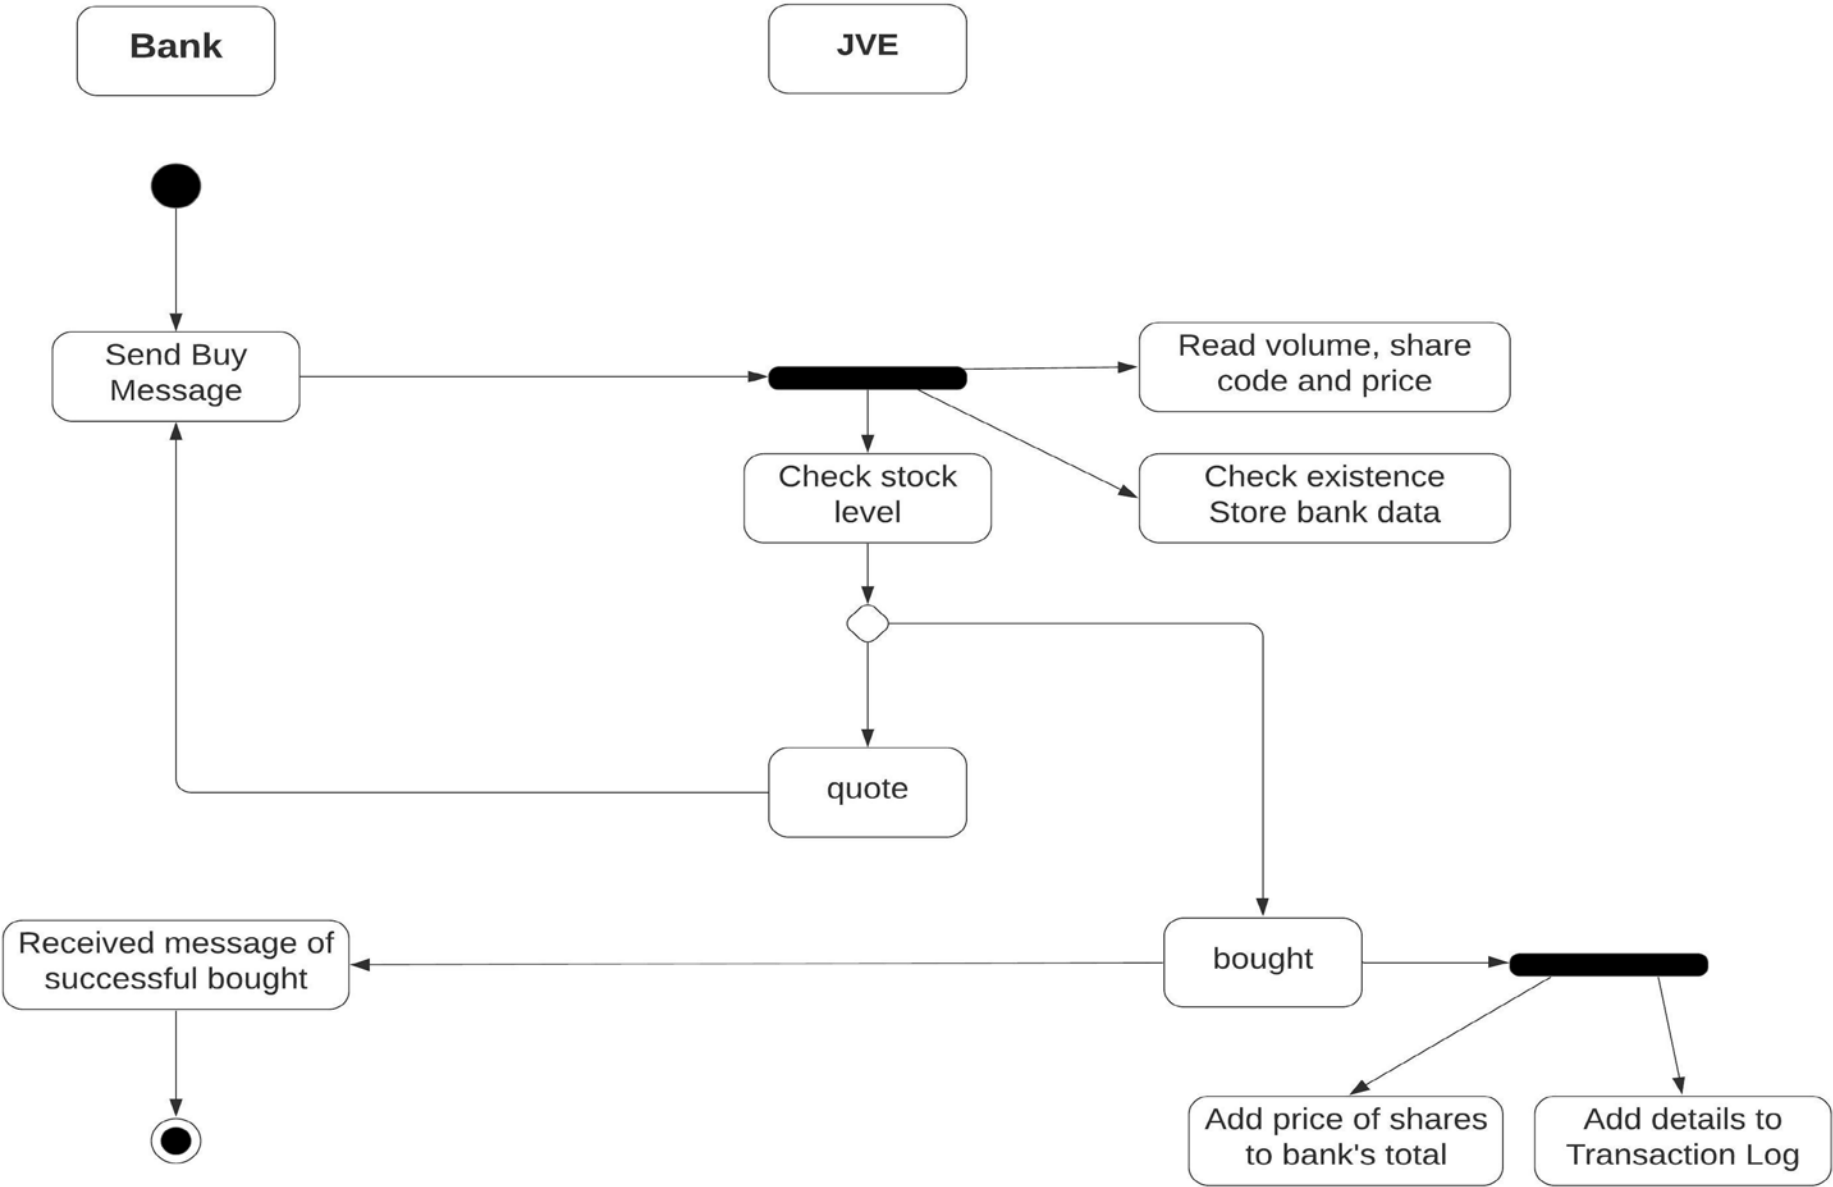 Bank
JVE
Send Buy
Message
Read volume, share
code and price
Check stock
level
Check existence
Store bank data
quote
Received message of
successful bought
bought
Add price of shares
to bank's total
Add details to
Transaction Log